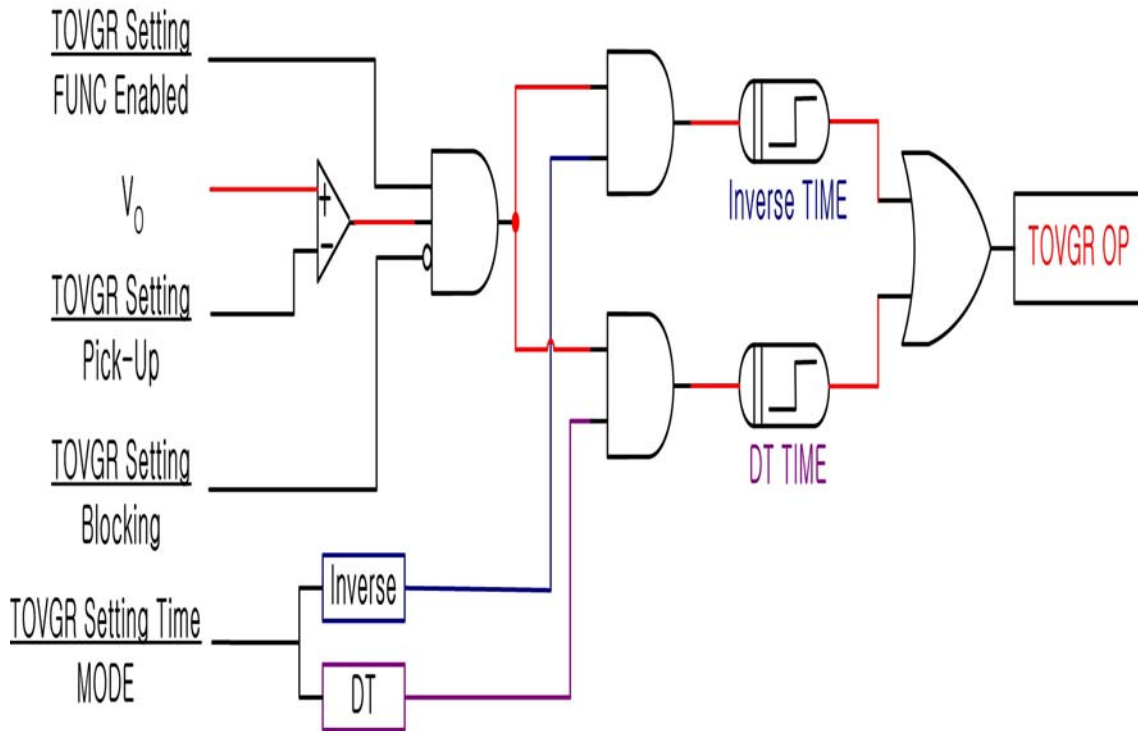 TOVGR Setting
FUNC Enabled
V0
TOVGR Setting
Pick-Up
TOVGR Setting
Blocking
TOVGR Setting Time
MODE
+
−
Inverse
DT
Inverse TIME
DT TIME
TOVGR OP